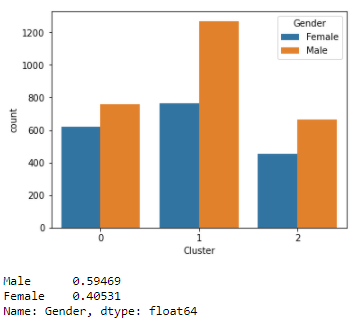 Gender
Female
Male
1200
1000
800
600
400
200
0
count
0 1 2
Cluster
Male 0.59469
Female 0.40531
Name: Gender, dtype: float64